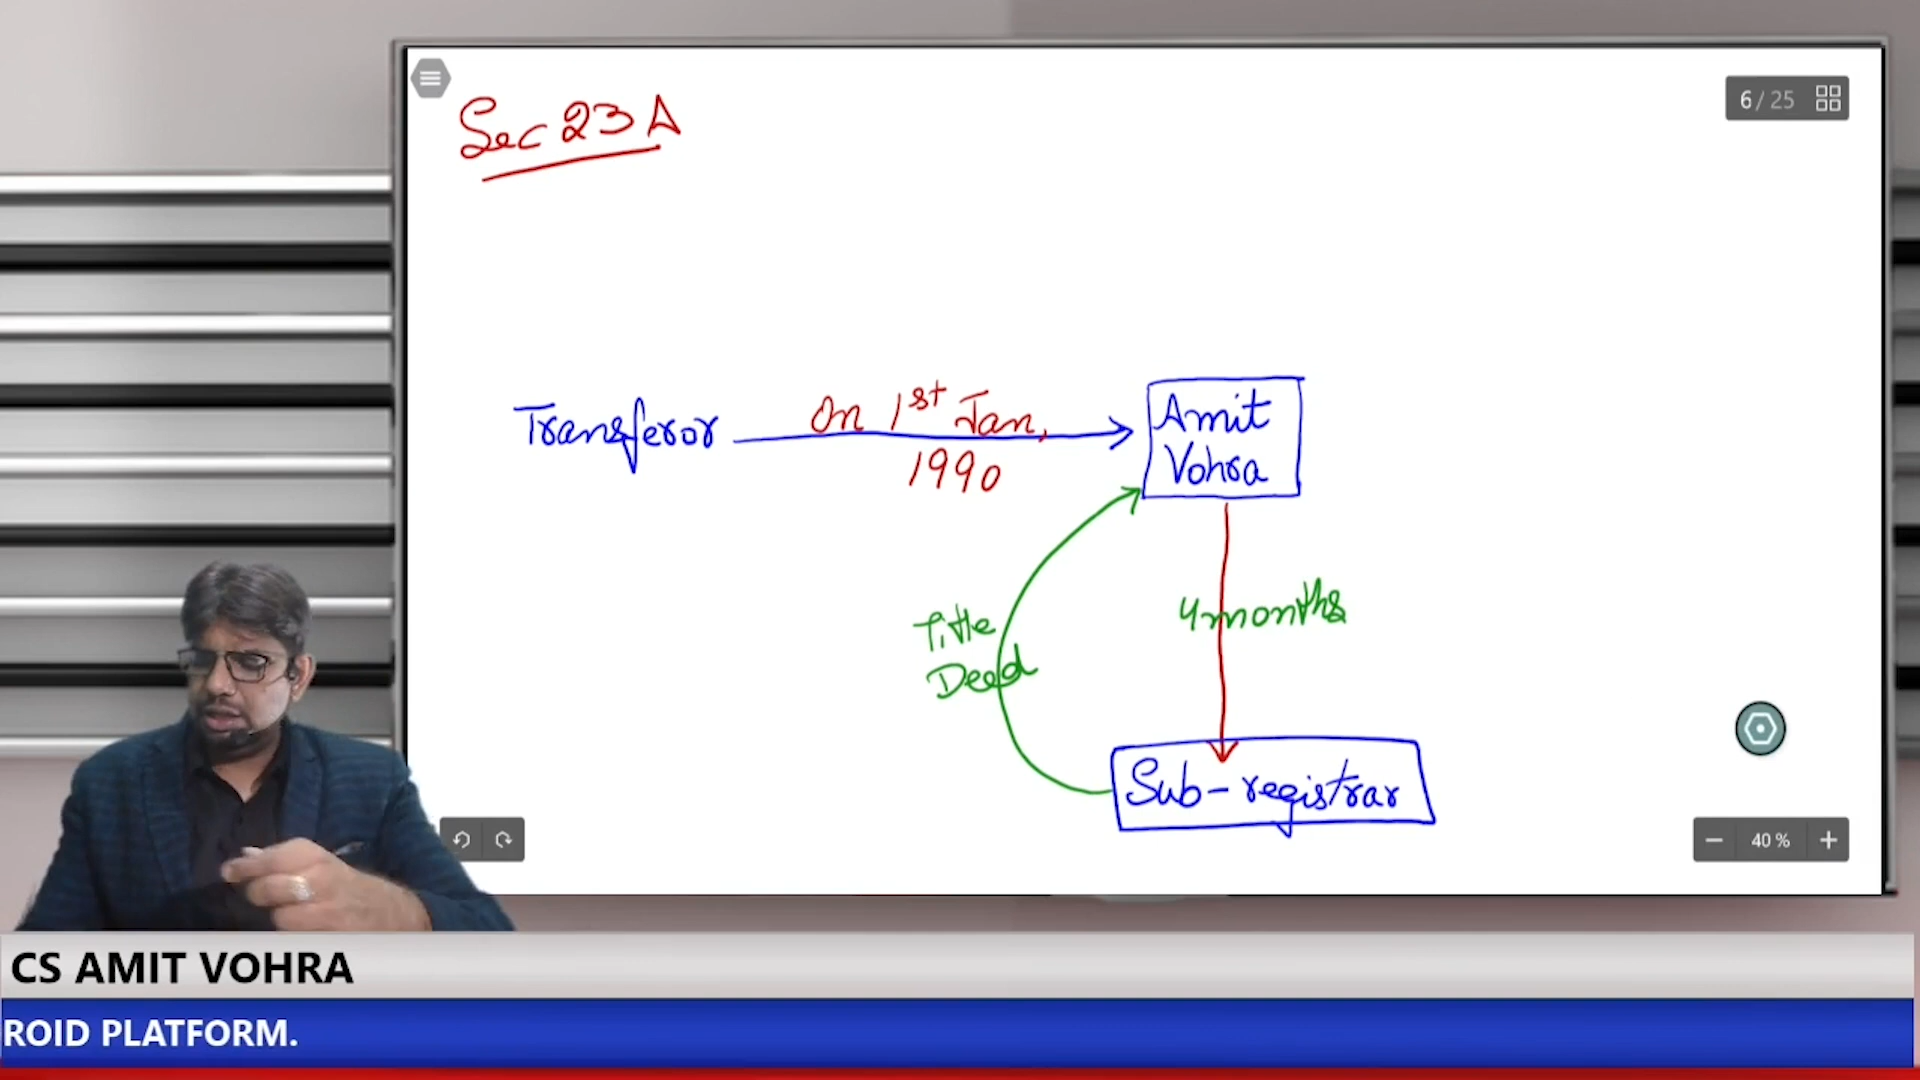 Sec 23A
6 / 25
Transferor
On 1st Jan,
1990
Amit
Vohra
Title
Deed
4 months
Sub-registrar
40 %
CS AMIT VOHRA
ROID PLATFORM.